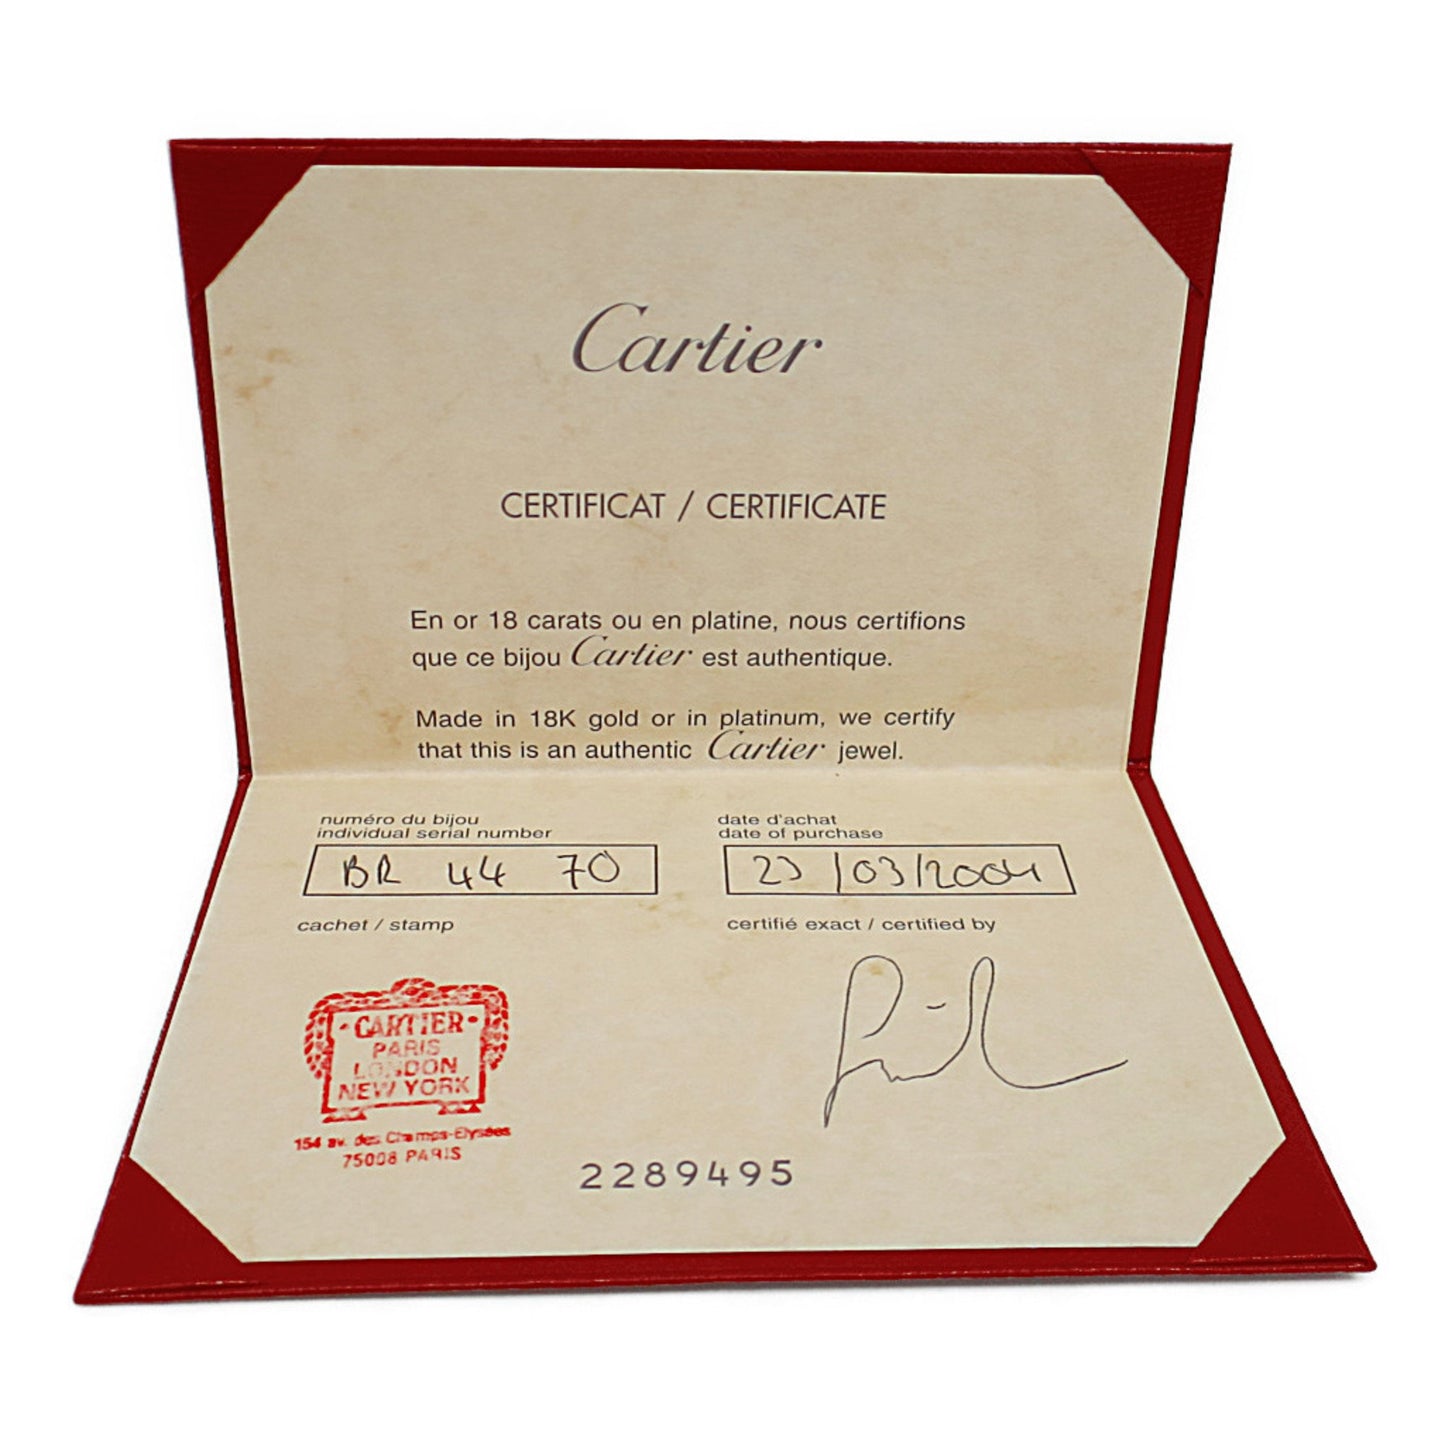 Cartier
CERTIFICAT / CERTIFICATE
En or 18 carats ou en platine, nous certifions
que ce bijou Cartier est authentique.
Made in 18K gold or in platinum, we certify
that this is an authentic Cartier jewel.
numéro du bijou
individual serial number
BR 44 70
date d'achat
date of purchase
23/03/2004
cachet / stamp
certifié exact / certified by
CARTIER
PARIS
LONDON
NEW YORK
154 av. des Champs-Elysées
75008 PARIS
2289495